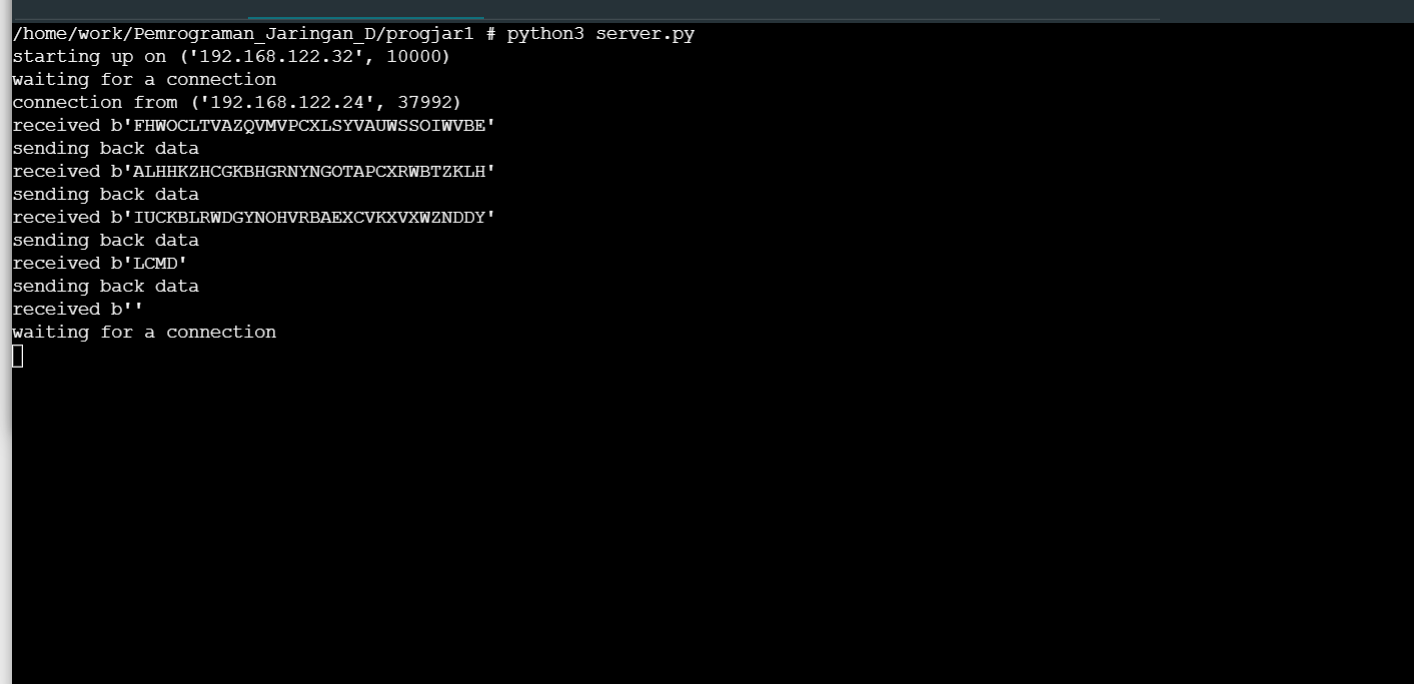 /home/work/Pemrograman_Jaringan_D/progjar1 # python3 server.py
starting up on ('192.168.122.32', 10000)
waiting for a connection
connection from ('192.168.122.24', 37992)
received b'FHWOCLTVAZQVMVPCXLSYVAUWSSOIWVBE'
sending back data
received b'ALHHKZHCGKBHGRNYNGOTAPCXRWBTZKLH'
sending back data
received b'IUCKBLRWDGYNOHVRBAEXCVKXVXWZNDDY'
sending back data
received b'LCMD'
sending back data
received b''
waiting for a connection